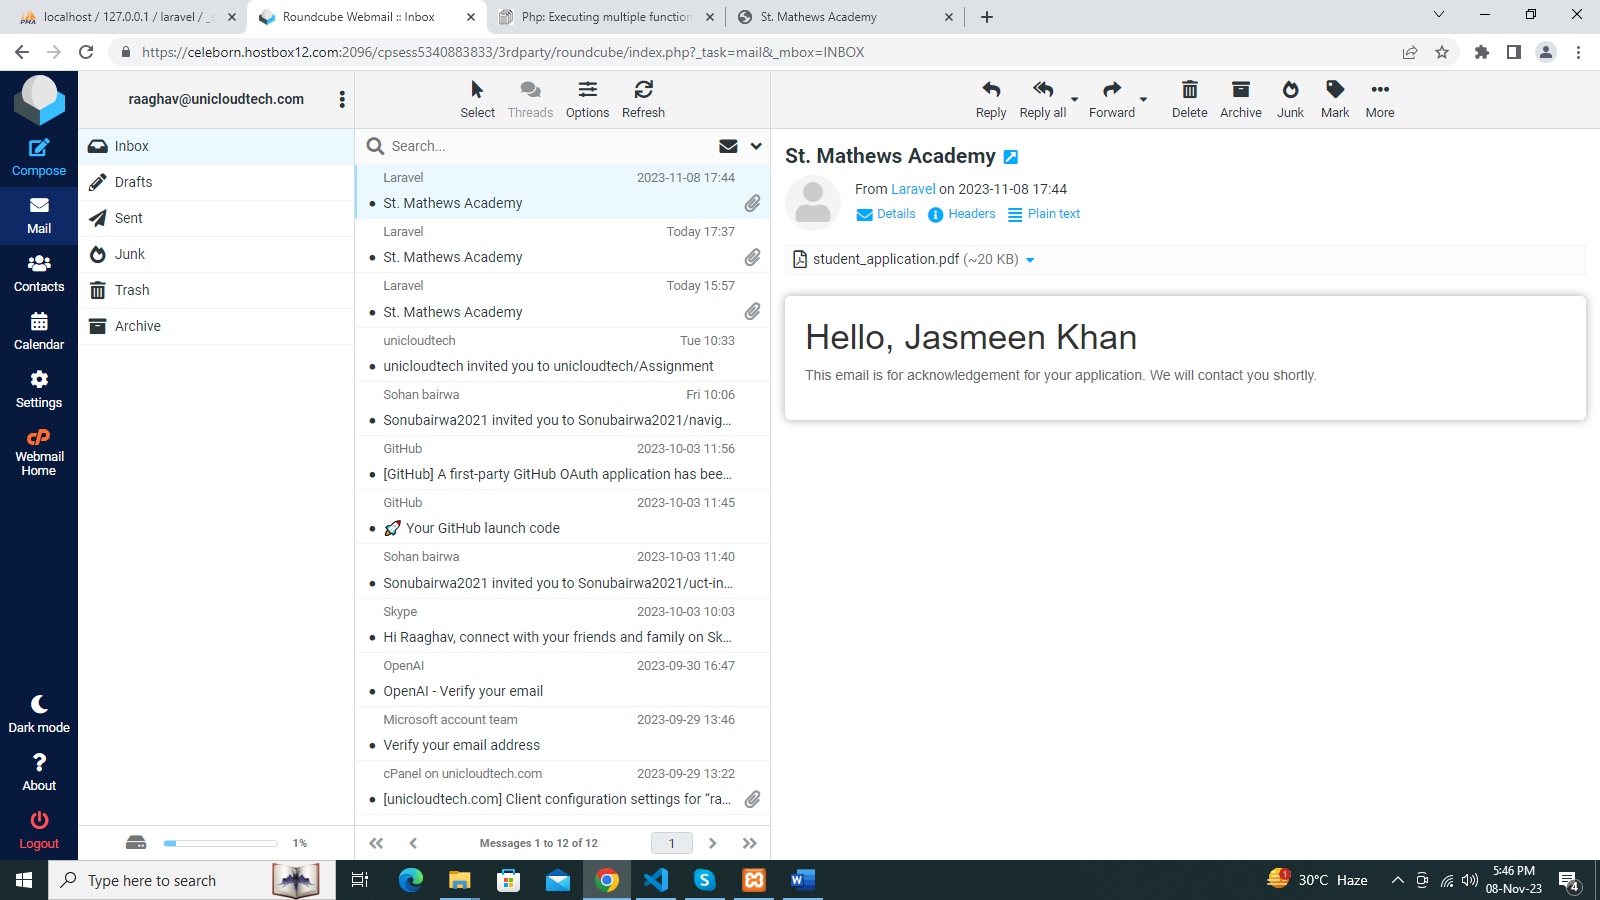 localhost / 127.0.0.1 / laravel / _s
Roundcube Webmail :: Inbox
Php: Executing multiple function
St. Mathews Academy
https://celeborn.hostbox12.com:2096/cpsess5340883833/3rdparty/roundcube/index.php?_task=mail&_mbox=INBOX
Compose
Mail
Contacts
Calendar
Settings
Webmail
Home
Dark mode
About
Logout
raaghav@unicloudtech.com
Inbox
Drafts
Sent
Junk
Trash
Archive
1%
Select
Threads
Options
Refresh
Search...
Laravel 2023-11-08 17:44
• St. Mathews Academy
Laravel Today 17:37
• St. Mathews Academy
Laravel Today 15:57
• St. Mathews Academy
unicloudtech Tue 10:33
• unicloudtech invited you to unicloudtech/Assignment
Sohan bairwa Fri 10:06
• Sonubairwa2021 invited you to Sonubairwa2021/navig...
GitHub 2023-10-03 11:56
• [GitHub] A first-party GitHub OAuth application has bee...
GitHub 2023-10-03 11:45
• 🚀 Your GitHub launch code
Sohan bairwa 2023-10-03 11:40
• Sonubairwa2021 invited you to Sonubairwa2021/uct-in...
Skype 2023-10-03 10:03
• Hi Raaghav, connect with your friends and family on Sk...
OpenAI 2023-09-30 16:47
• OpenAI - Verify your email
Microsoft account team 2023-09-29 13:46
• Verify your email address
cPanel on unicloudtech.com 2023-09-29 13:22
• [unicloudtech.com] Client configuration settings for “ra...
Messages 1 to 12 of 12
1
Reply
Reply all
Forward
Delete
Archive
Junk
Mark
More
St. Mathews Academy
From Laravel on 2023-11-08 17:44
Details Headers Plain text
student_application.pdf (~20 KB)
Hello, Jasmeen Khan
This email is for acknowledgement for your application. We will contact you shortly.
Type here to search
1
30°C Haze
5:46 PM
08-Nov-23
4